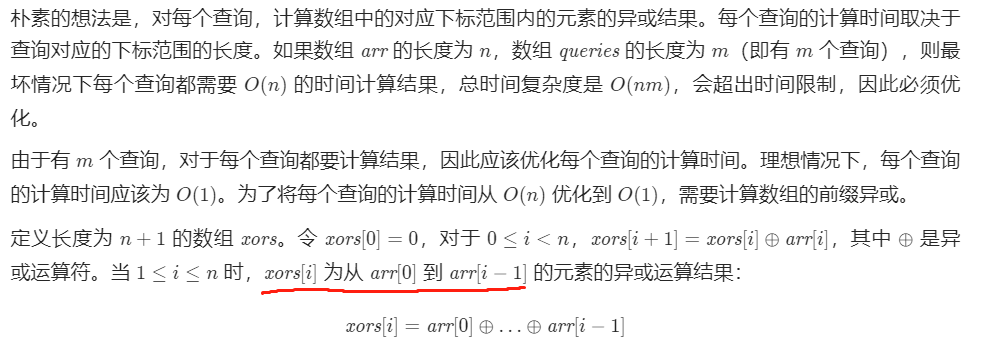 朴素的想法是，对每个查询，计算数组中的对应下标范围内的元素的异或结果。每个查询的计算时间取决于
查询对应的下标范围的长度。如果数组 arr 的长度为 n，数组 queries 的长度为 m（即有 m 个查询），则最
坏情况下每个查询都需要 O(n) 的时间计算结果，总时间复杂度是 O(nm)，会超出时间限制，因此必须优
化。
由于有 m 个查询，对于每个查询都要计算结果，因此应该优化每个查询的计算时间。理想情况下，每个查询
的计算时间应该为 O(1)。为了将每个查询的计算时间从 O(n) 优化到 O(1)，需要计算数组的前缀异或。
定义长度为 n + 1 的数组 xors。令 xors[0] = 0，对于 0 ≤ i < n，xors[i + 1] = xors[i] ⊕ arr[i]，其中 ⊕ 是异
或运算符。当 1 ≤ i ≤ n 时，xors[i] 为从 arr[0] 到 arr[i − 1] 的元素的异或运算结果：
xors[i] = arr[0] ⊕ … ⊕ arr[i − 1]